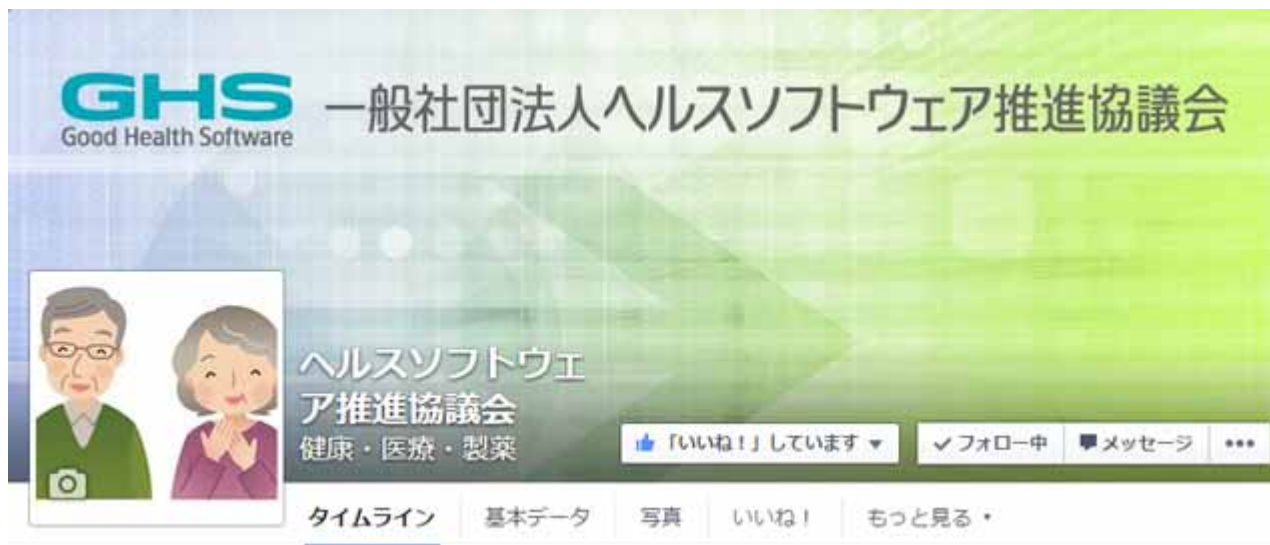 GHS
Good Health Software
一般社団法人ヘルスソフトウェア推進協議会
ヘルスソフトウェ
ア推進協議会
健康・医療・製薬
「いいね！」しています
フォロー中
メッセージ
•••
タイムライン
基本データ
写真
いいね！
もっと見る